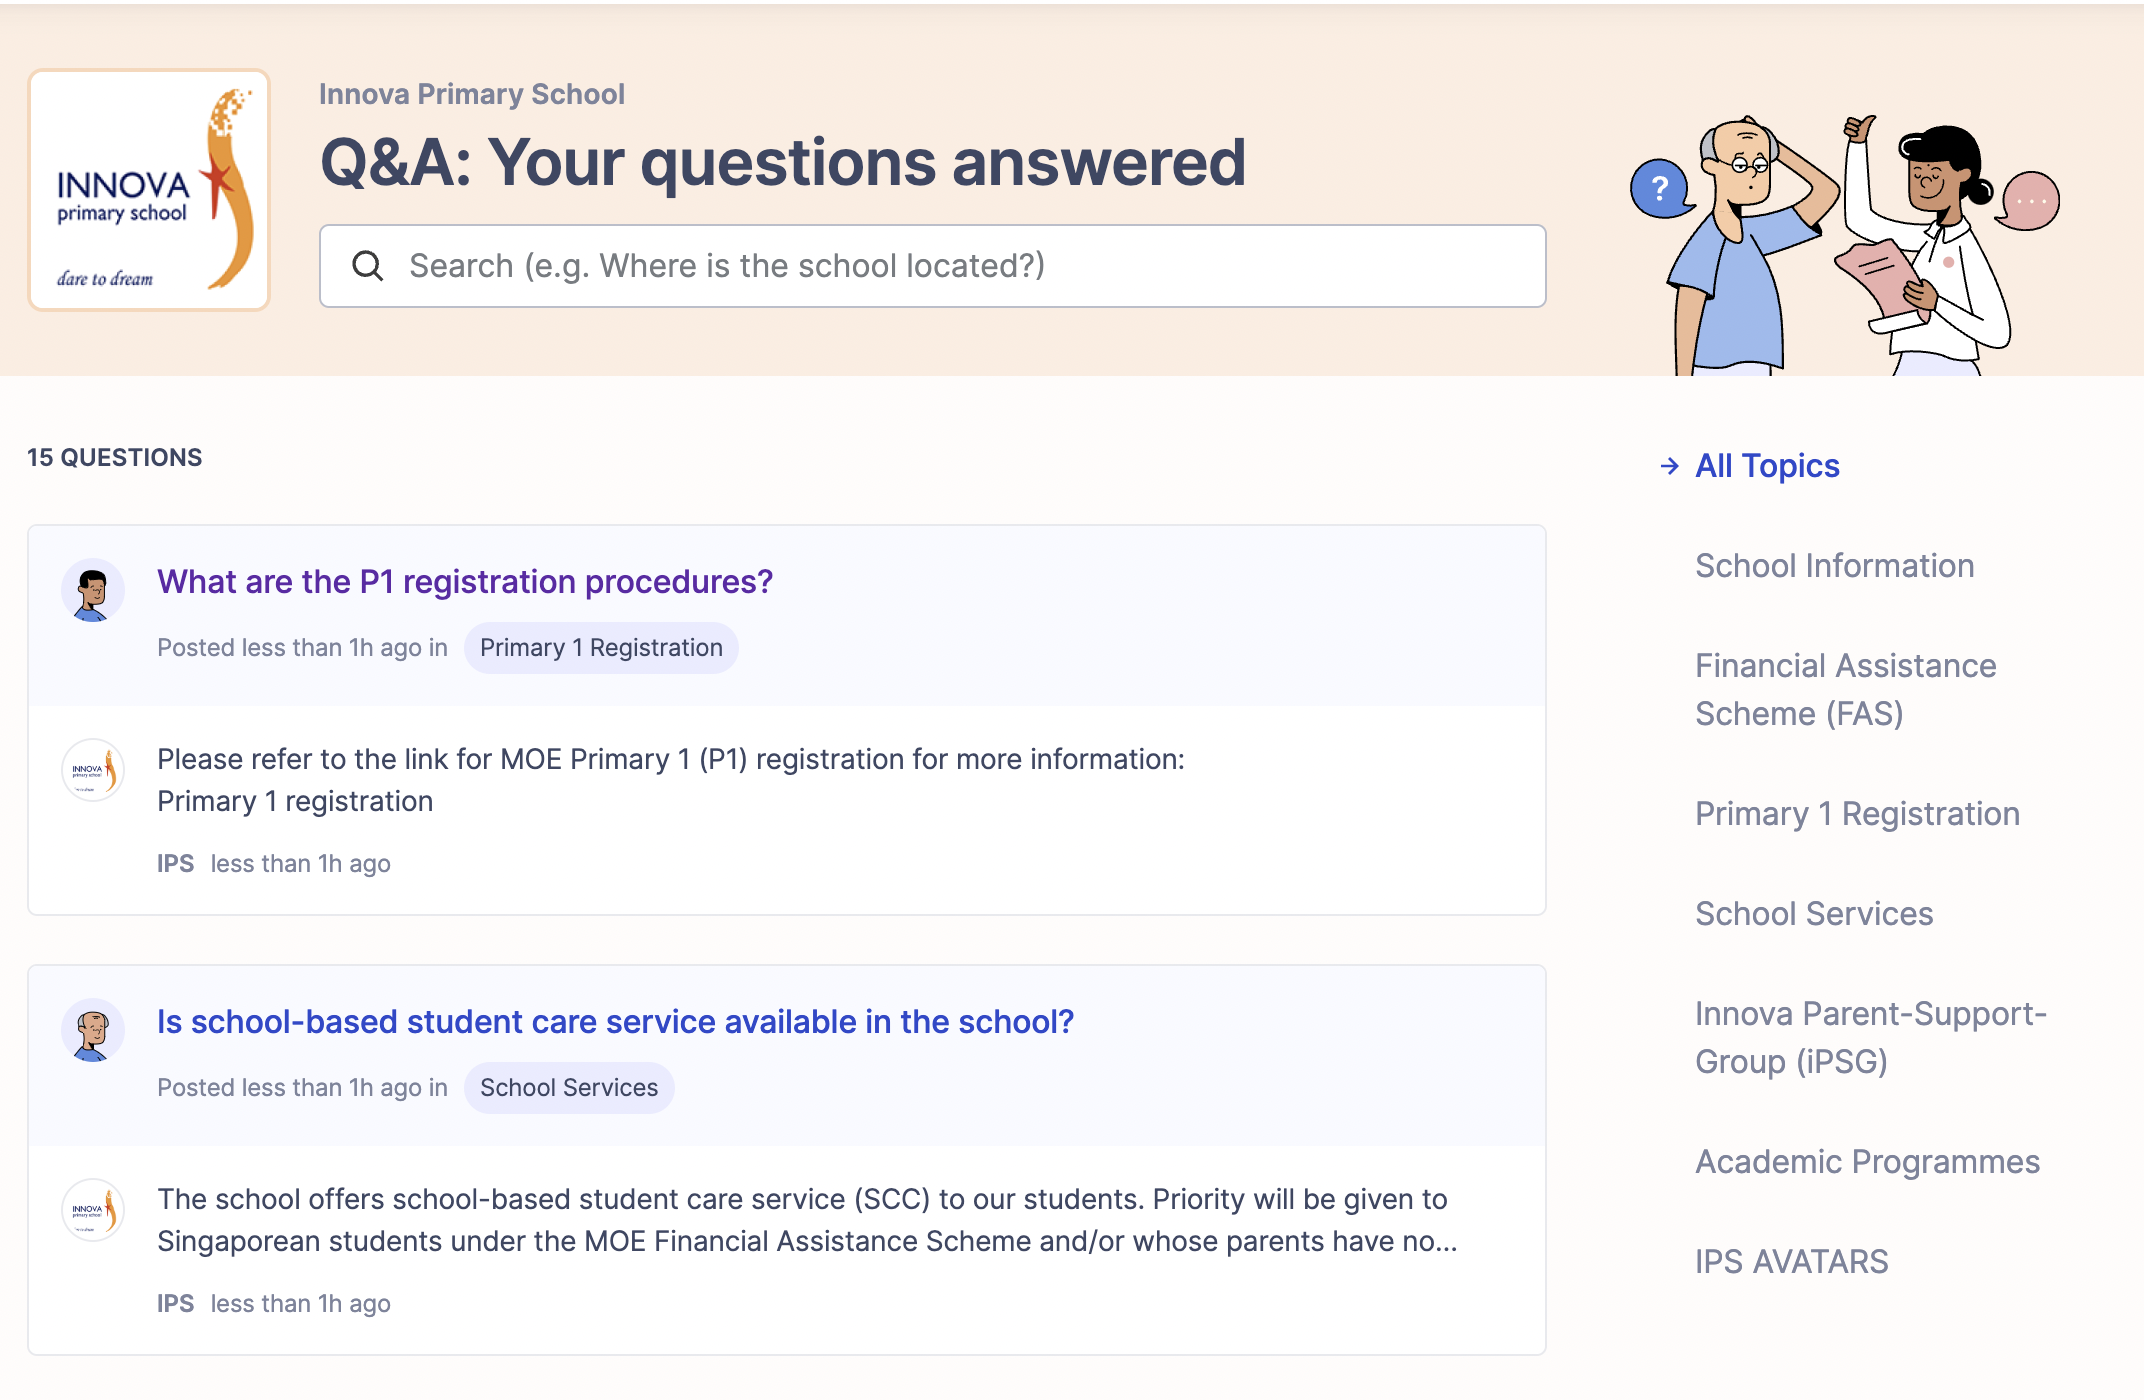 INNOVA
primary school
dare to dream
Innova Primary School
Q&A: Your questions answered
Search (e.g. Where is the school located?)
?
...
15 QUESTIONS
What are the P1 registration procedures?
Posted less than 1h ago in Primary 1 Registration
INNOVA
primary school
Please refer to the link for MOE Primary 1 (P1) registration for more information:
Primary 1 registration
IPS less than 1h ago
Is school-based student care service available in the school?
Posted less than 1h ago in School Services
INNOVA
primary school
The school offers school-based student care service (SCC) to our students. Priority will be given to
Singaporean students under the MOE Financial Assistance Scheme and/or whose parents have no...
IPS less than 1h ago
→ All Topics
School Information
Financial Assistance
Scheme (FAS)
Primary 1 Registration
School Services
Innova Parent-Support-
Group (iPSG)
Academic Programmes
IPS AVATARS